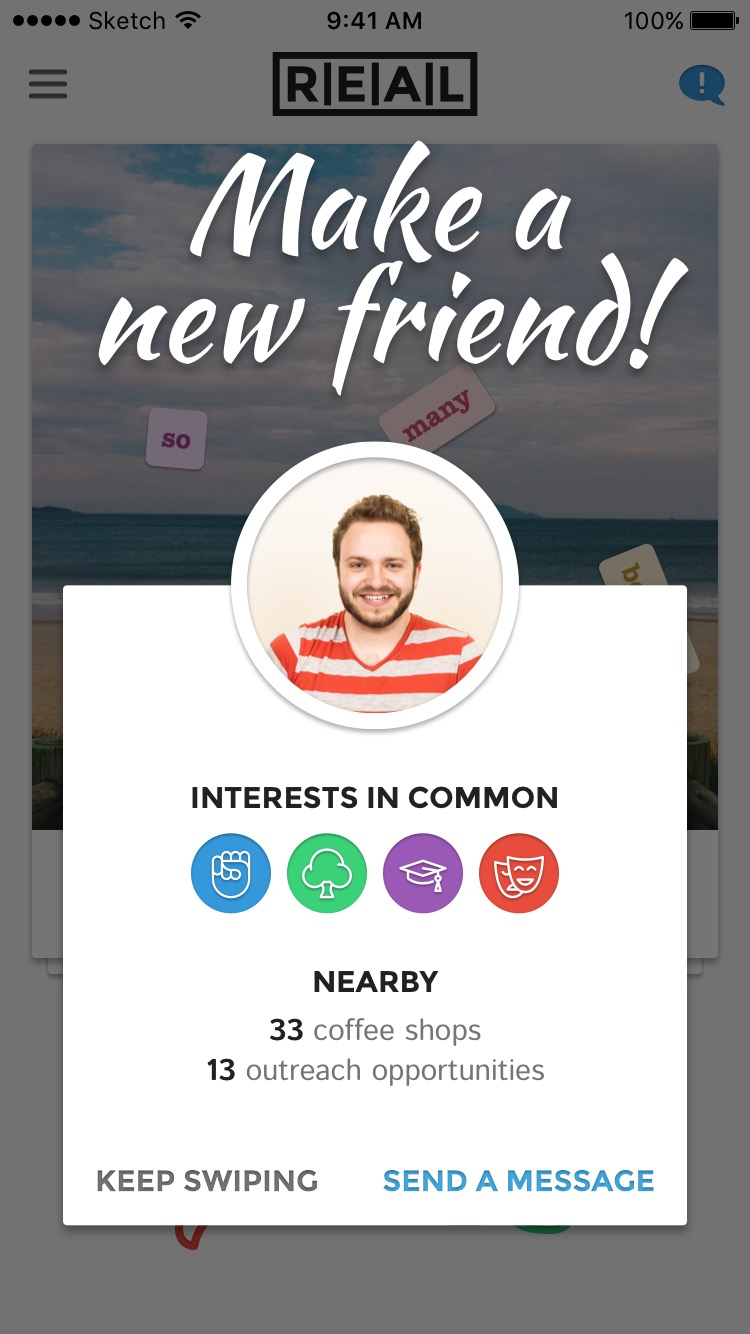 ●●●●● Sketch 9:41 AM 100%
R|E|A|L
Make a
new friend!
so
many
INTERESTS IN COMMON
NEARBY
33 coffee shops
13 outreach opportunities
KEEP SWIPING SEND A MESSAGE